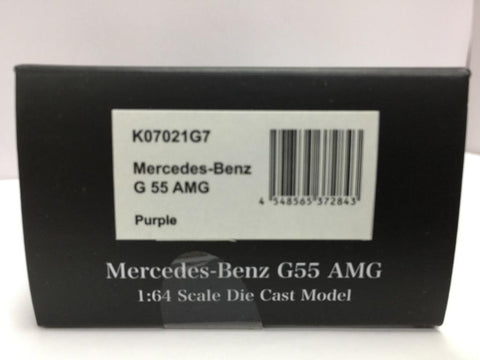 K07021G7
Mercedes-Benz
G 55 AMG
Purple
4 548565 372843
Mercedes-Benz G55 AMG
1:64 Scale Die Cast Model